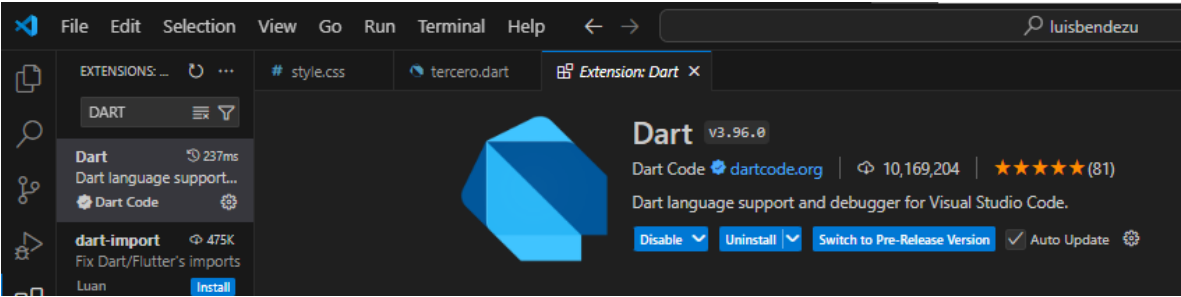 File Edit Selection View Go Run Terminal Help luisbendezu
EXTENSIONS: ...
# style.css tercero.dart Extension: Dart
DART
Dart 237ms
Dart language support...
Dart Code
dart-import 475K
Fix Dart/Flutter's imports
Luan Install
Dart v3.96.0
Dart Code dartcode.org 10,169,204 (81)
Dart language support and debugger for Visual Studio Code.
Disable Uninstall Switch to Pre-Release Version Auto Update